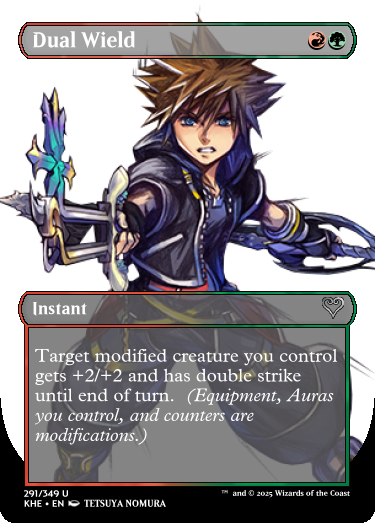 Dual Wield
Instant
Target modified creature you control
gets +2/+2 and has double strike
until end of turn. (Equipment, Auras
you control, and counters are
modifications.)
291/349 U
KHE • EN TETSUYA NOMURA
™ and © 2025 Wizards of the Coast